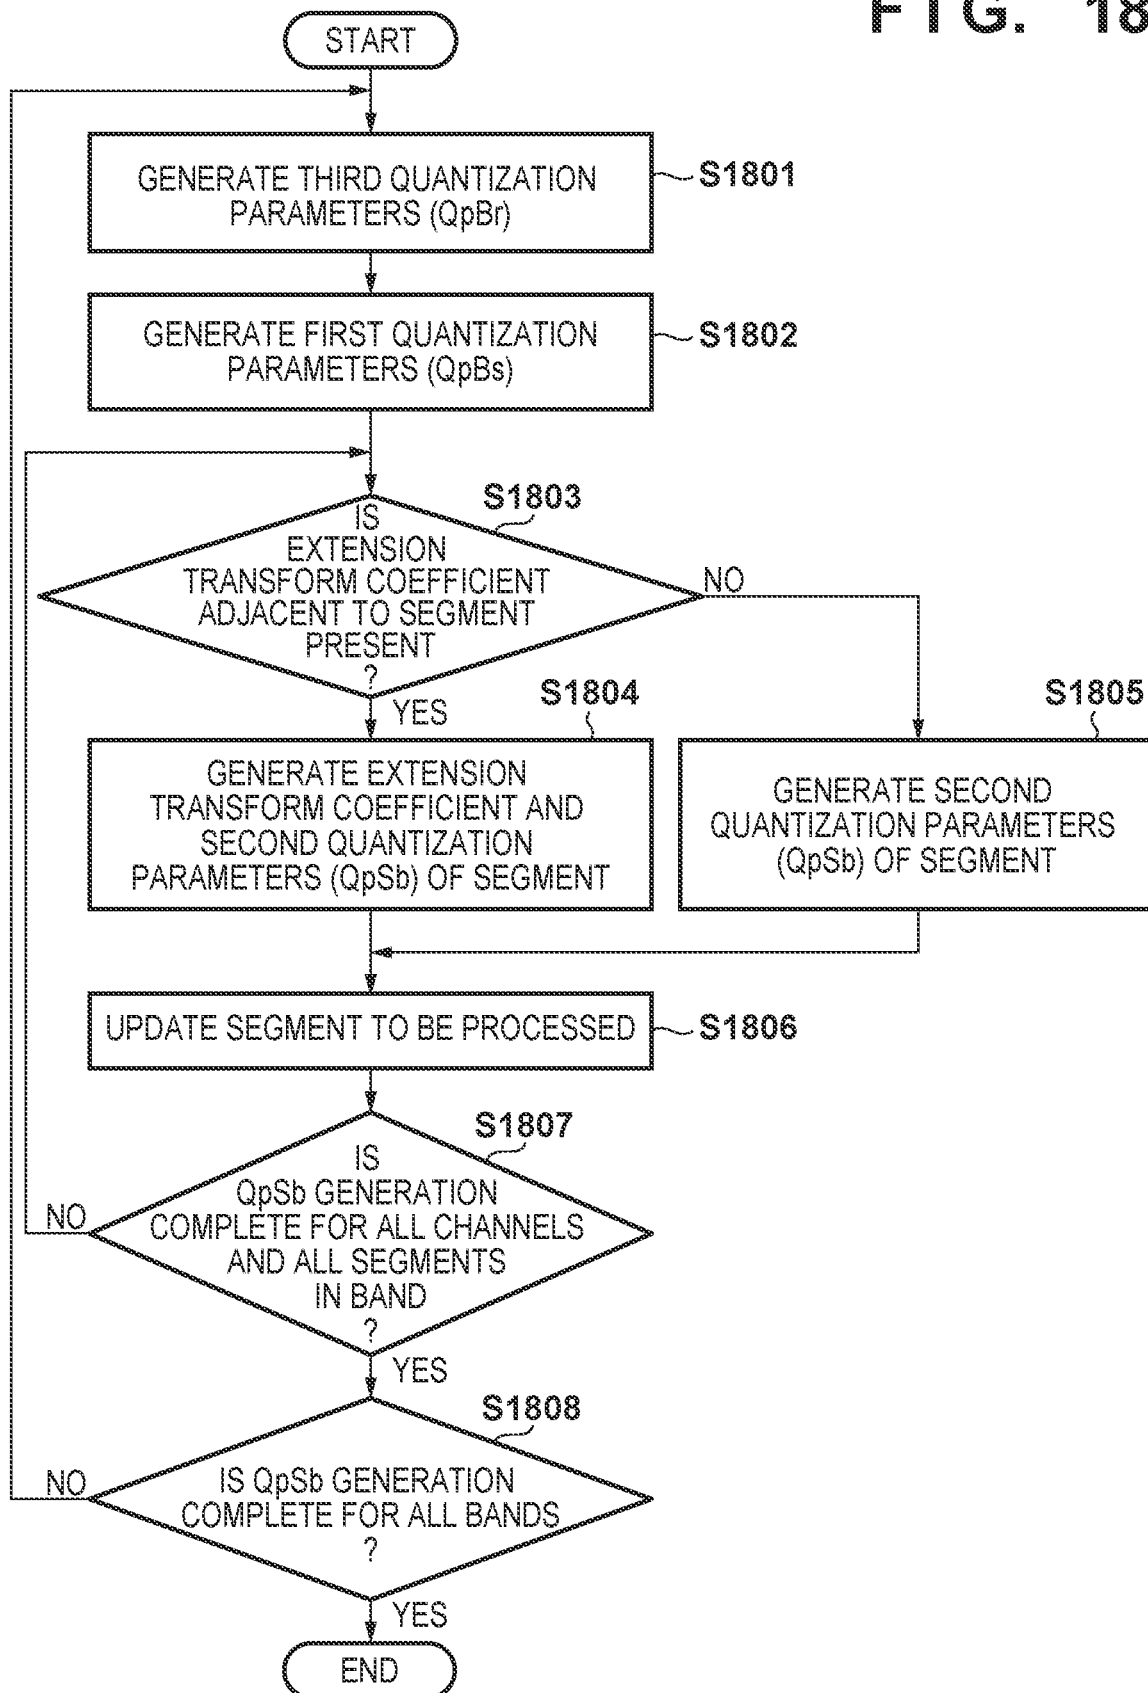 FIG. 18
START
GENERATE THIRD QUANTIZATION
PARAMETERS (QpBr)
S1801
GENERATE FIRST QUANTIZATION
PARAMETERS (QpBs)
S1802
S1803
IS
EXTENSION
TRANSFORM COEFFICIENT
ADJACENT TO SEGMENT
PRESENT
?
NO
YES
S1804
GENERATE EXTENSION
TRANSFORM COEFFICIENT AND
SECOND QUANTIZATION
PARAMETERS (QpSb) OF SEGMENT
S1805
GENERATE SECOND
QUANTIZATION PARAMETERS
(QpSb) OF SEGMENT
UPDATE SEGMENT TO BE PROCESSED
S1806
S1807
IS
QpSb GENERATION
COMPLETE FOR ALL CHANNELS
AND ALL SEGMENTS
IN BAND
?
NO
YES
S1808
IS QpSb GENERATION
COMPLETE FOR ALL BANDS
?
NO
YES
END